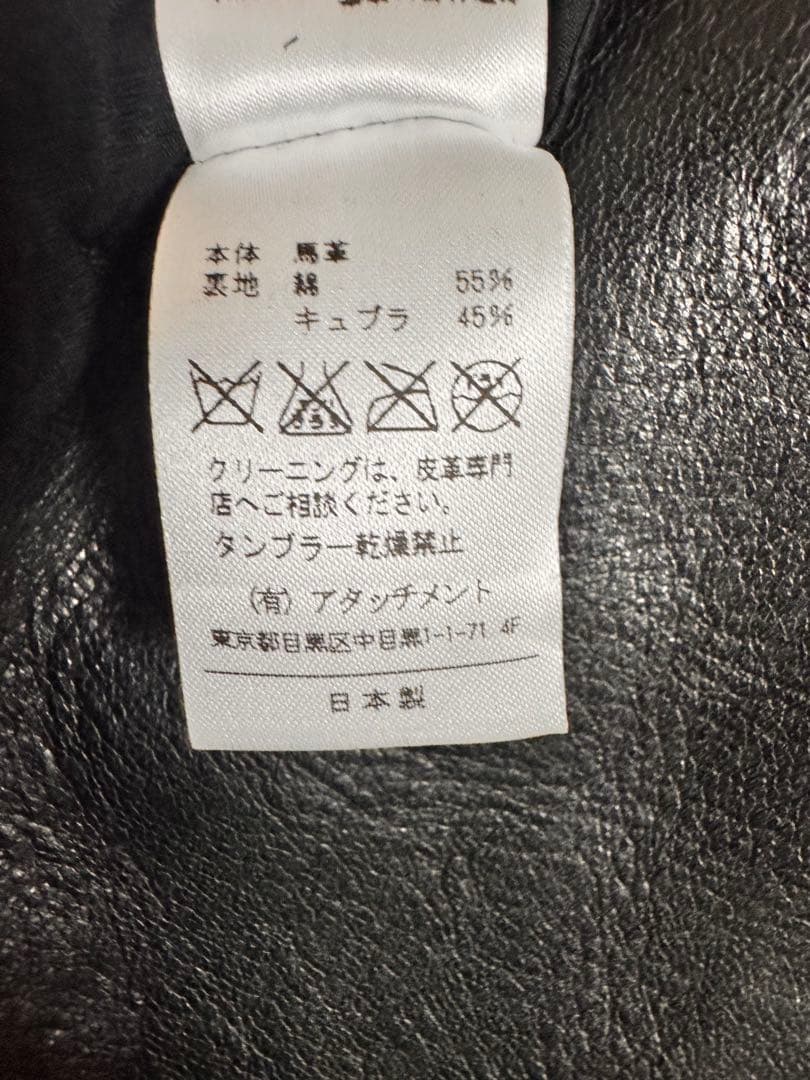 本体 馬革
裏地 綿 55%
キュプラ 45%
クリーニングは、皮革専門
店へご相談ください。
タンブラー乾燥禁止
(有) アタッチメント
東京都目黒区中目黒1-1-71 4F
日本製